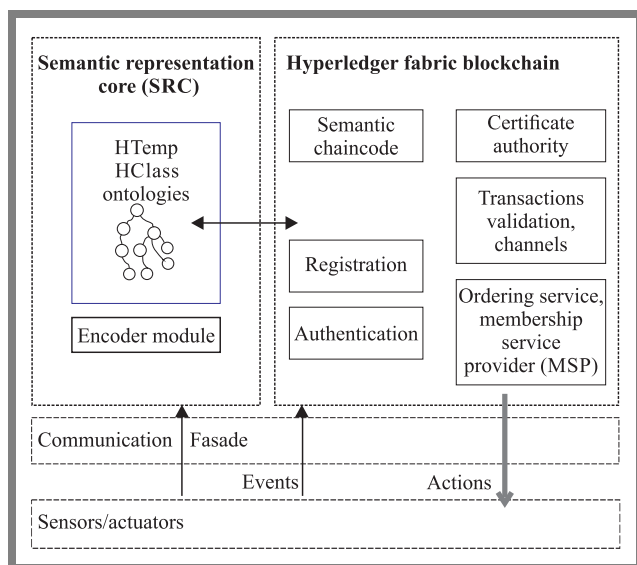 Semantic representation
core (SRC)
HTemp
HClass
ontologies
Encoder module
Hyperledger fabric blockchain
Semantic
chaincode
Registration
Authentication
Certificate
authority
Transactions
validation,
channels
Ordering service,
membership
service
provider (MSP)
Communication Fasade
Events
Actions
Sensors/actuators